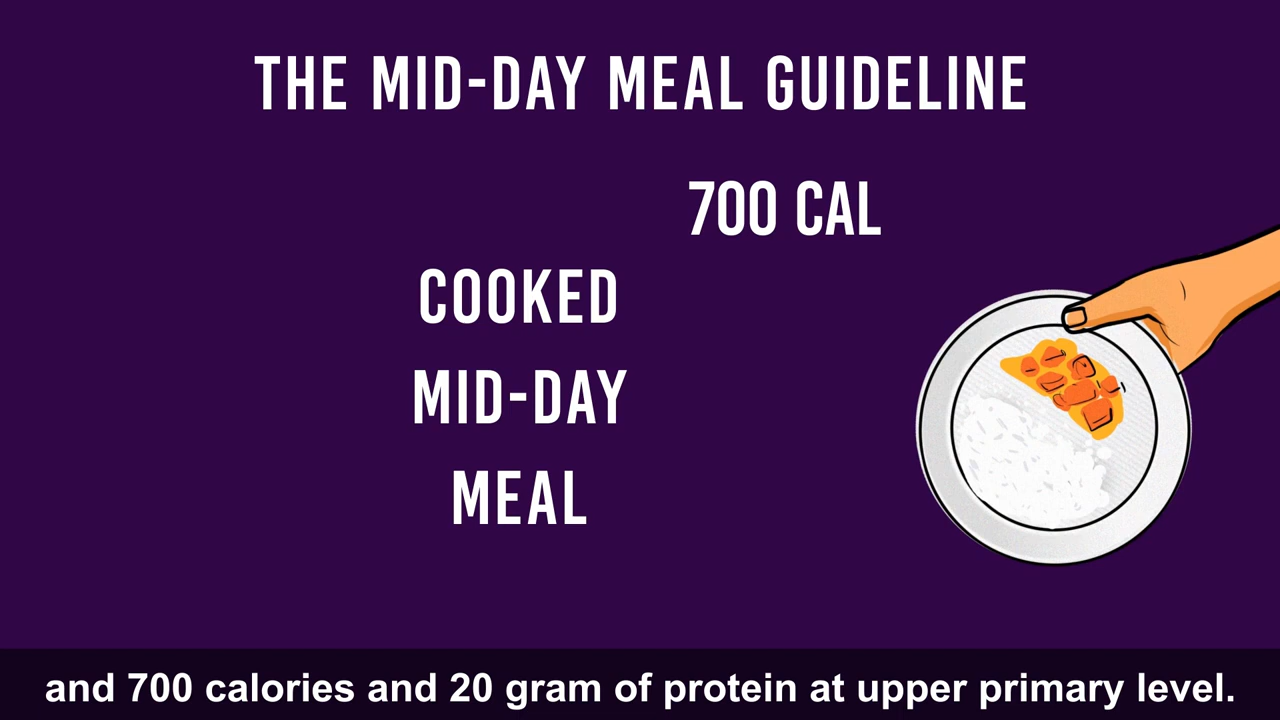 THE MID-DAY MEAL GUIDELINE
700 CAL
COOKED
MID-DAY
MEAL
and 700 calories and 20 gram of protein at upper primary level.